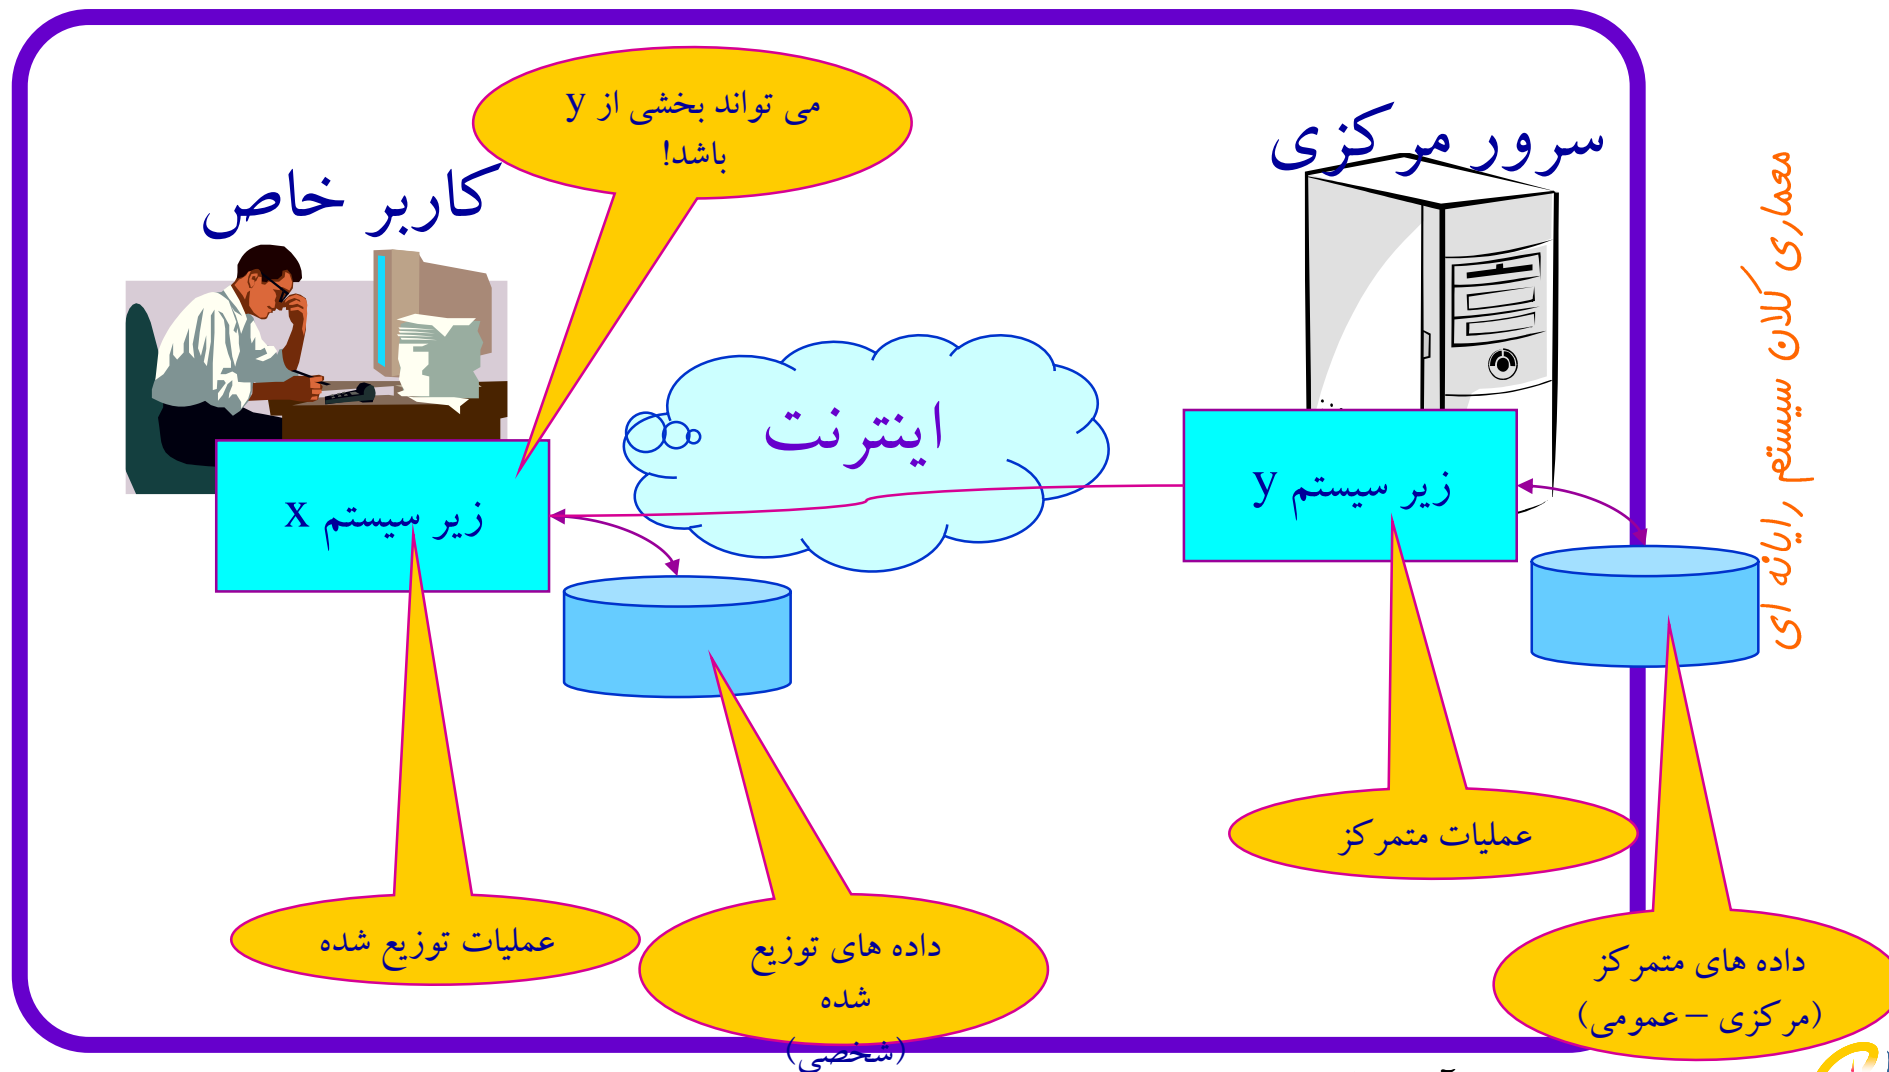 معماری کلان سیستم رایانه ای
سرور مرکزی
می تواند بخشی از y
باشد!
کاربر خاص
اینترنت
زیر سیستم y
زیر سیستم x
عملیات متمرکز
داده های متمرکز
(مرکزی – عمومی)
داده های توزیع
شده
(شخصی)
عملیات توزیع شده